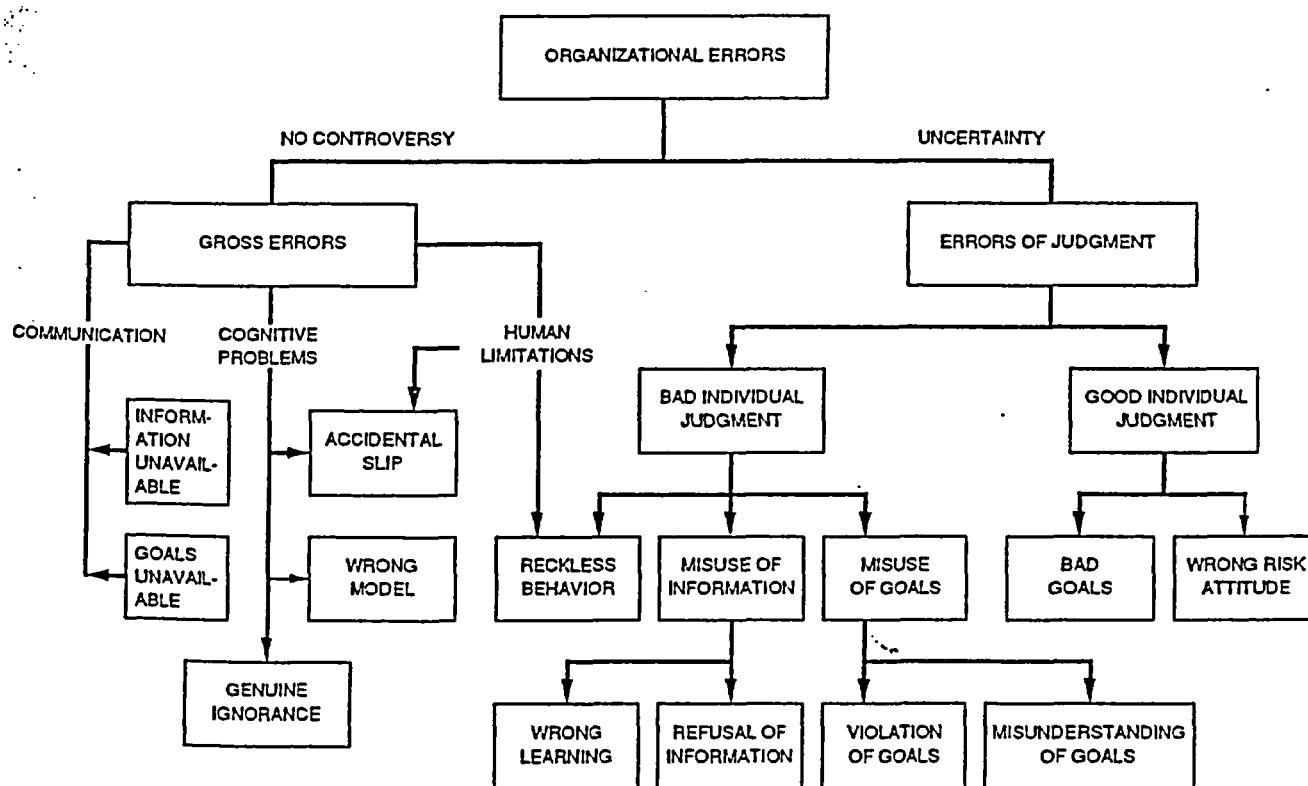 ORGANIZATIONAL ERRORS
NO CONTROVERSY
UNCERTAINTY
GROSS ERRORS
ERRORS OF JUDGMENT
COMMUNICATION
COGNITIVE
PROBLEMS
HUMAN
LIMITATIONS
BAD INDIVIDUAL
JUDGMENT
GOOD INDIVIDUAL
JUDGMENT
INFORM-
ATION
UNAVAIL-
ABLE
ACCIDENTAL
SLIP
GOALS
UNAVAIL-
ABLE
WRONG
MODEL
RECKLESS
BEHAVIOR
MISUSE OF
INFORMATION
MISUSE
OF GOALS
BAD
GOALS
WRONG RISK
ATTITUDE
GENUINE
IGNORANCE
WRONG
LEARNING
REFUSAL OF
INFORMATION
VIOLATION
OF GOALS
MISUNDERSTANDING
OF GOALS